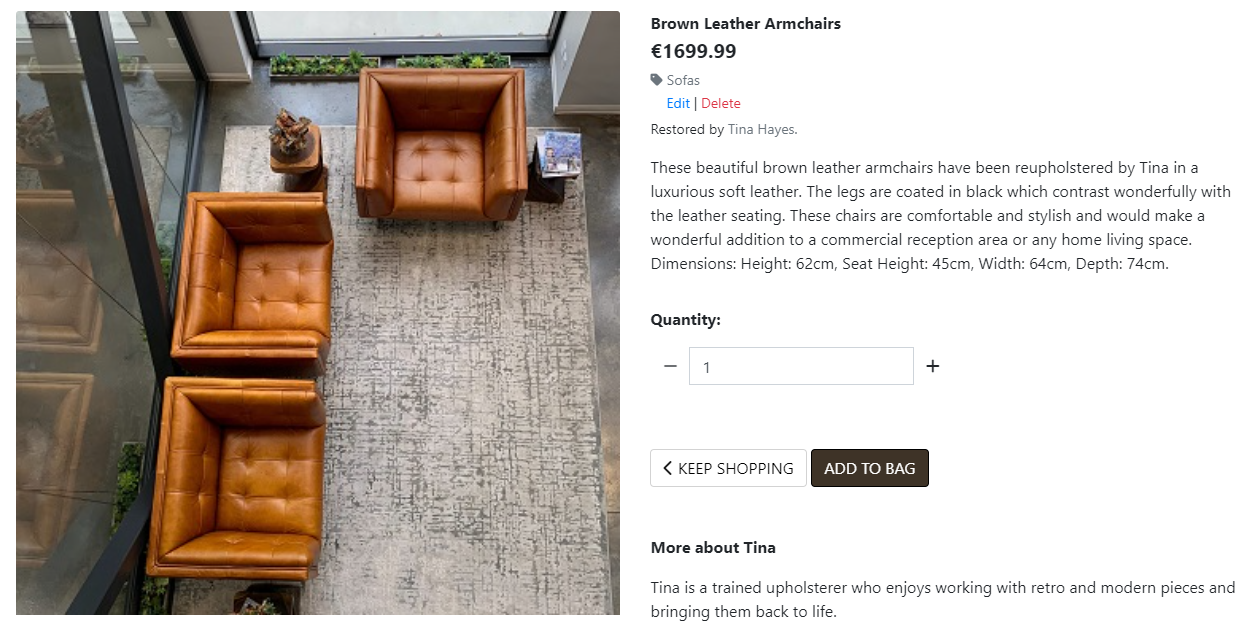 Brown Leather Armchairs
€1699.99
Sofas
Edit | Delete
Restored by Tina Hayes.
These beautiful brown leather armchairs have been reupholstered by Tina in a
luxurious soft leather. The legs are coated in black which contrast wonderfully with
the leather seating. These chairs are comfortable and stylish and would make a
wonderful addition to a commercial reception area or any home living space.
Dimensions: Height: 62cm, Seat Height: 45cm, Width: 64cm, Depth: 74cm.
Quantity:
1
KEEP SHOPPING ADD TO BAG
More about Tina
Tina is a trained upholsterer who enjoys working with retro and modern pieces and
bringing them back to life.